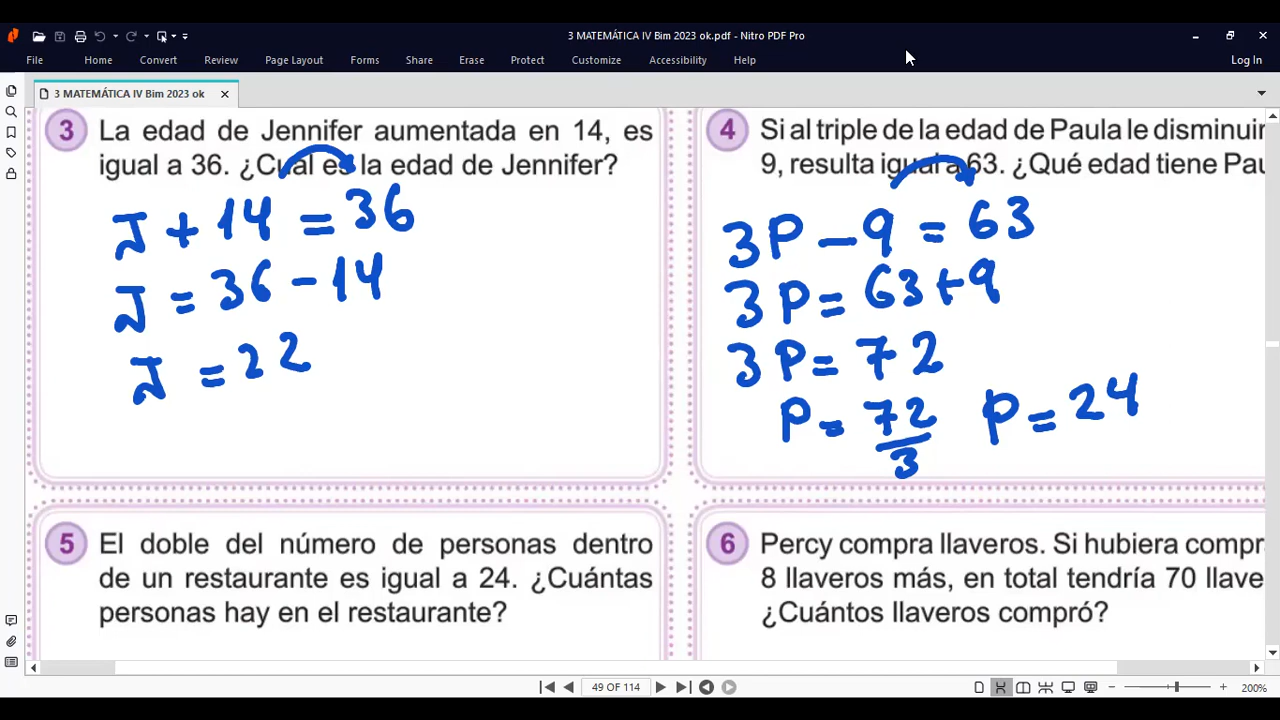 3 MATEMÁTICA IV Bim 2023 ok.pdf - Nitro PDF Pro
File Home Convert Review Page Layout Forms Share Erase Protect Customize Accessibility Help Log In
3 MATEMÁTICA IV Bim 2023 ok
3 La edad de Jennifer aumentada en 14, es
igual a 36. ¿Cuál es la edad de Jennifer?
J + 14 = 36
J = 36 - 14
J = 22
4 Si al triple de la edad de Paula le disminuir
9, resulta igual a 63. ¿Qué edad tiene Pau
3P - 9 = 63
3P = 63 + 9
3P = 72
P = 72/3 P = 24
5 El doble del número de personas dentro
de un restaurante es igual a 24. ¿Cuántas
personas hay en el restaurante?
6 Percy compra llaveros. Si hubiera compr
8 llaveros más, en total tendría 70 llave
¿Cuántos llaveros compró?
49 OF 114
200%